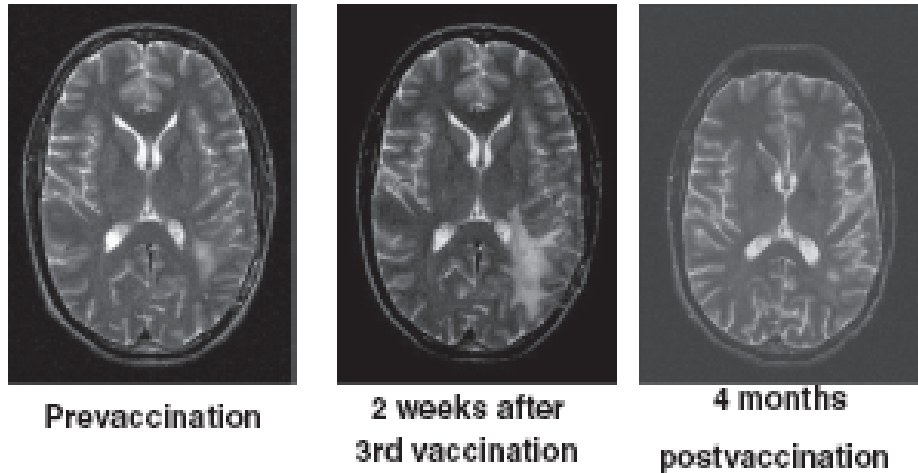 Prevaccination
2 weeks after
3rd vaccination
4 months
postvaccination